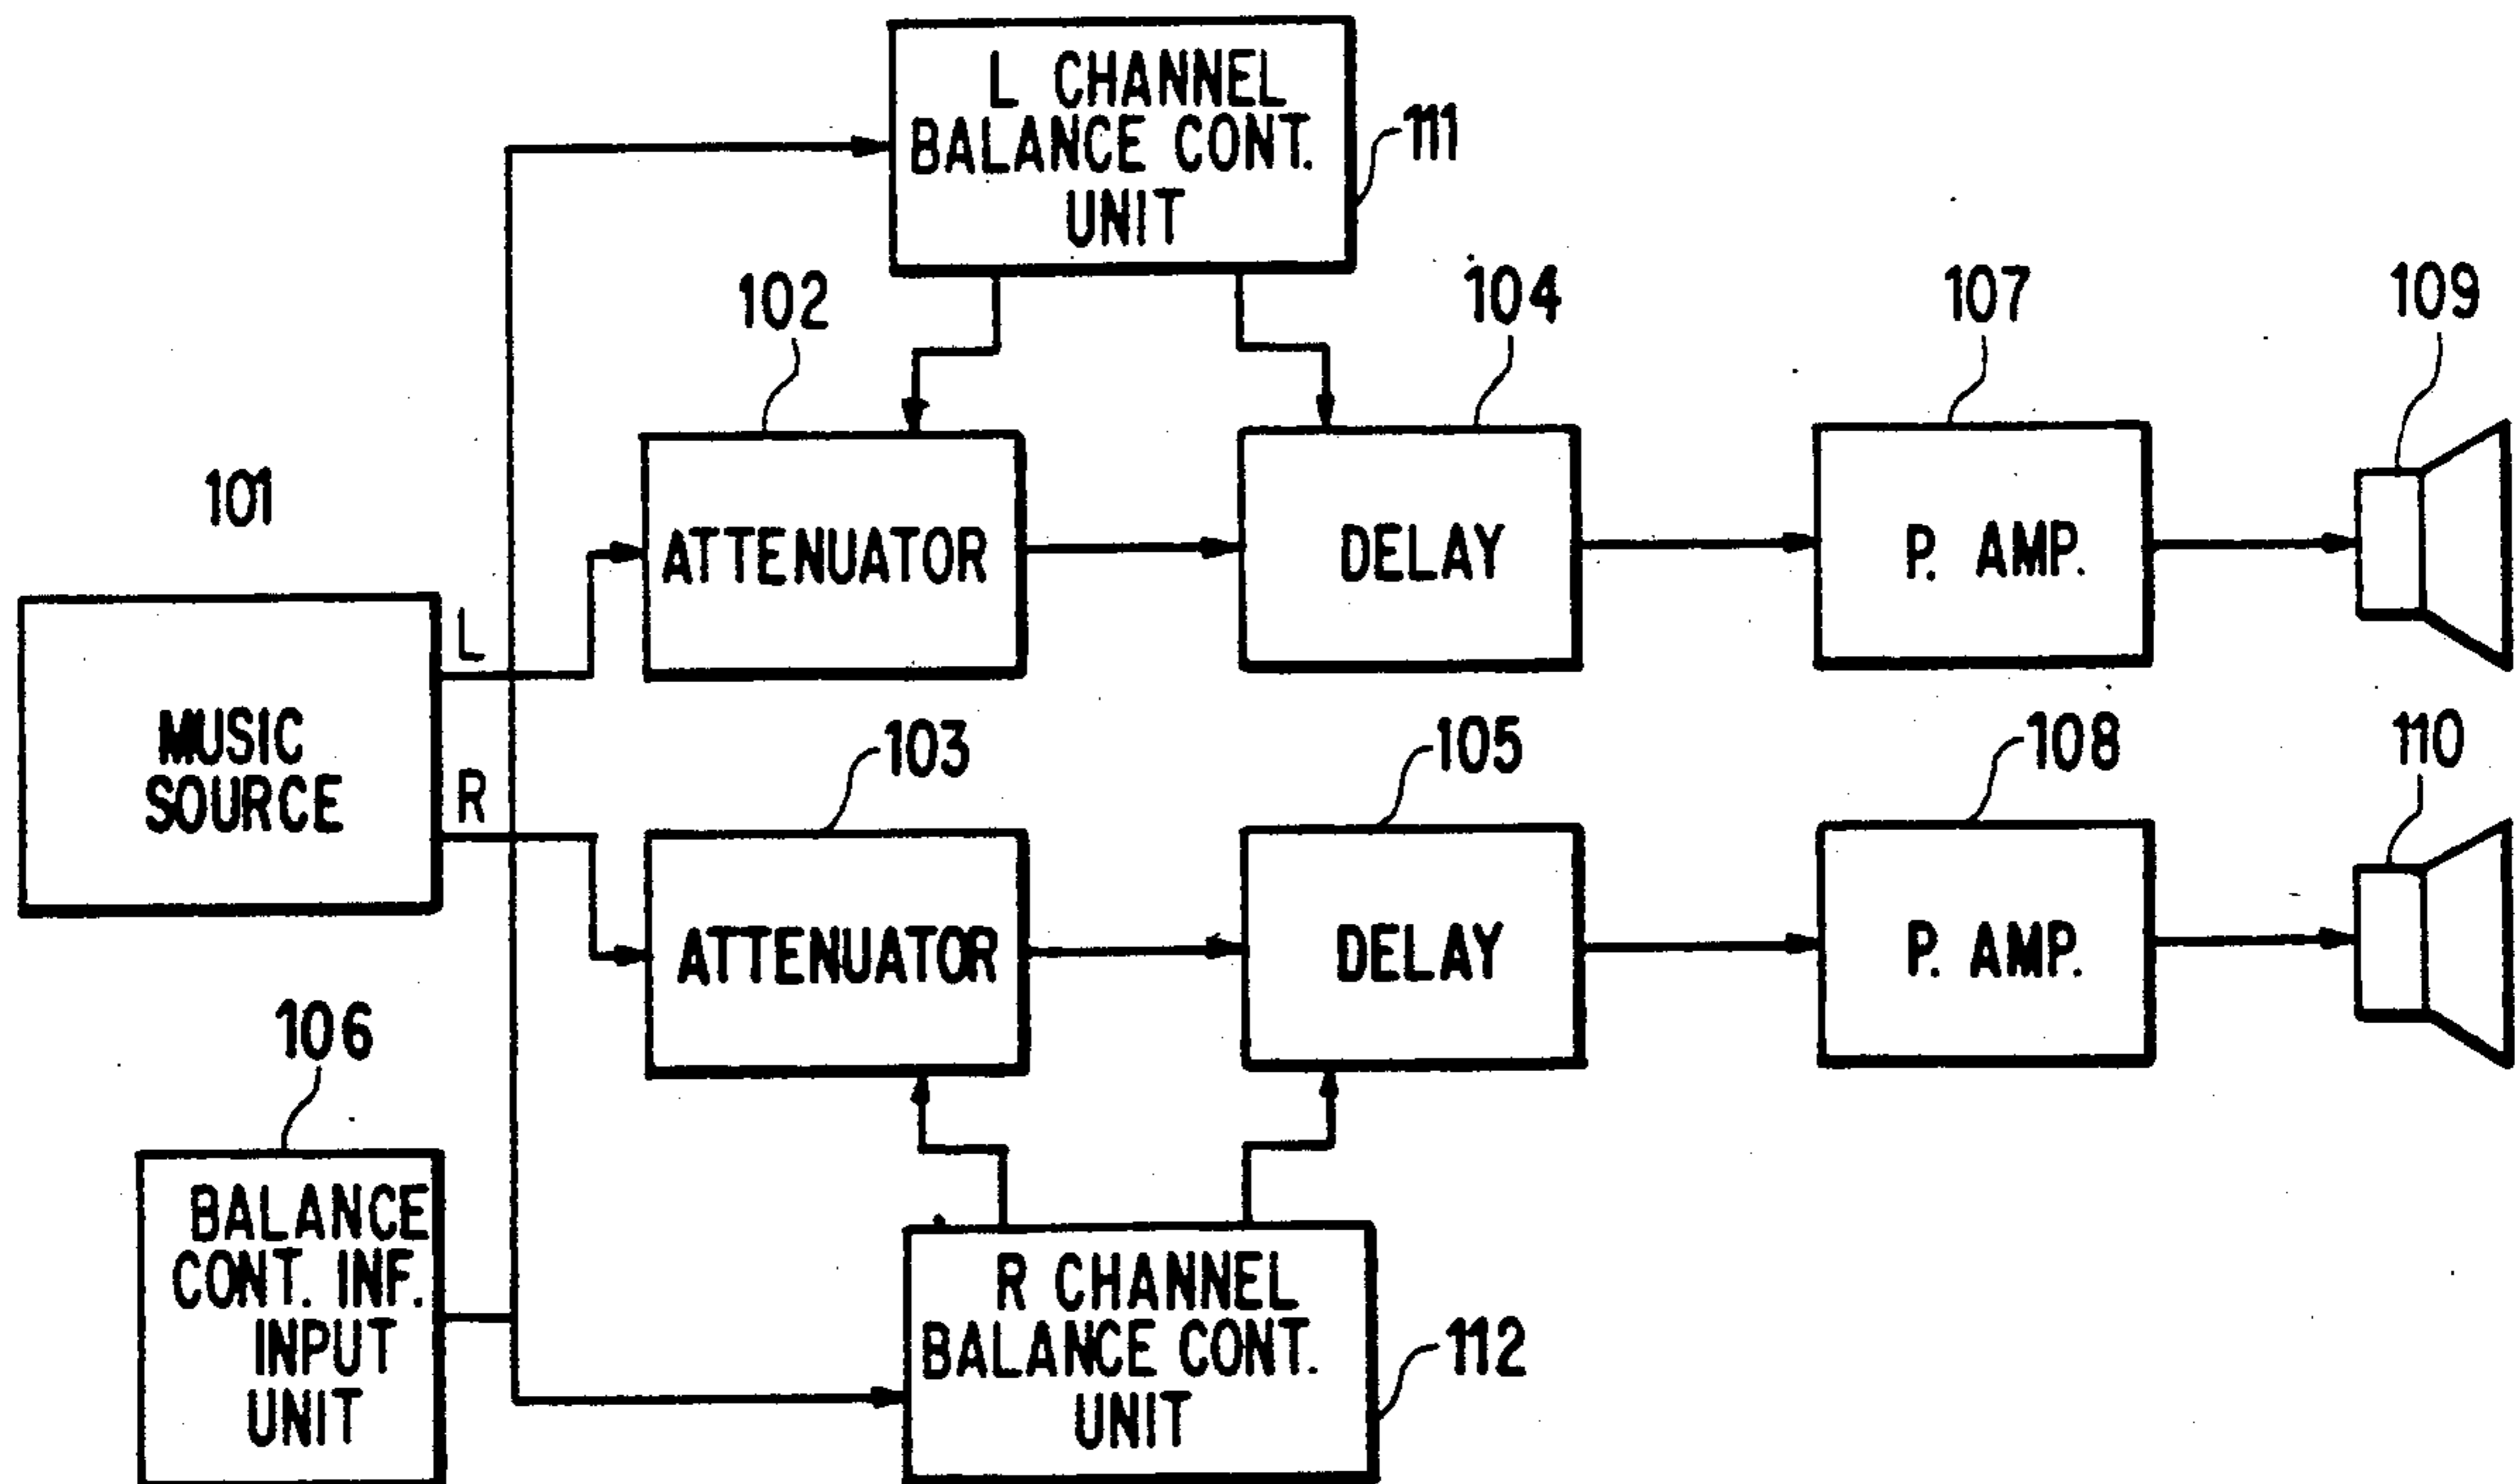 L CHANNEL
BALANCE CONT.
UNIT
111
102
104
107
109
ATTENUATOR
DELAY
P. AMP.
101
L
MUSIC
SOURCE
R
103
105
108
110
ATTENUATOR
DELAY
P. AMP.
106
BALANCE
CONT. INF.
INPUT
UNIT
R CHANNEL
BALANCE CONT.
UNIT
112